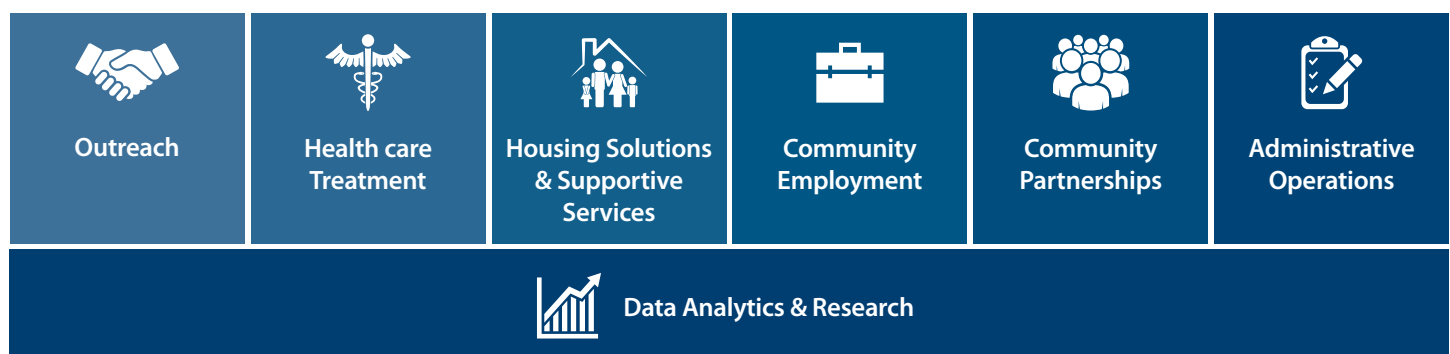 Outreach
Health care
Treatment
Housing Solutions
& Supportive
Services
Community
Employment
Community
Partnerships
Administrative
Operations
Data Analytics & Research